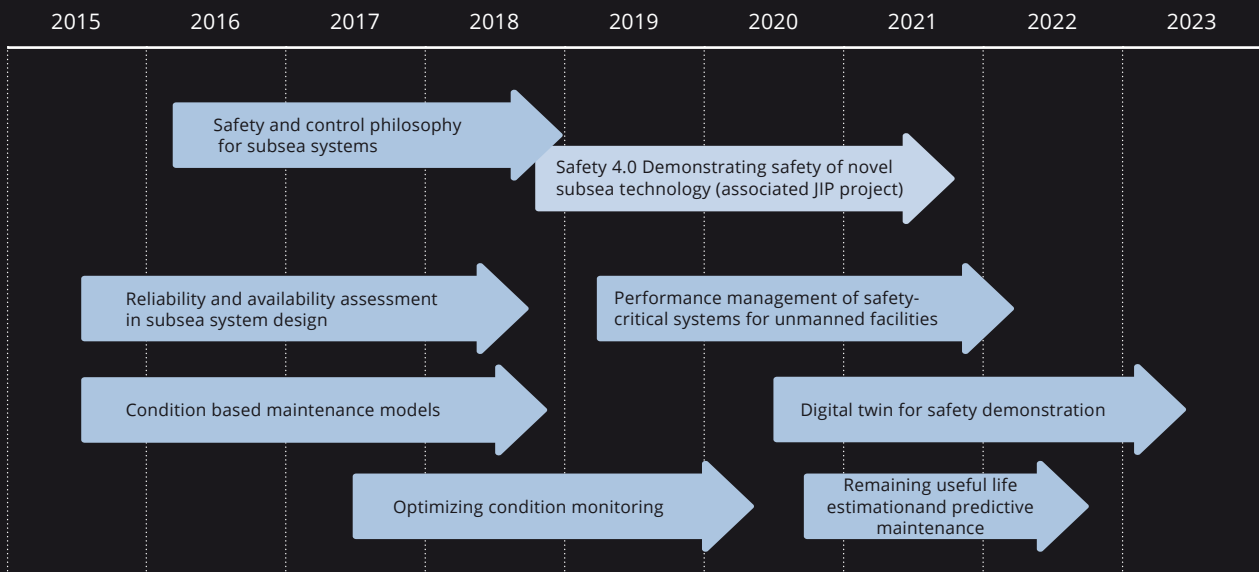 2015 2016 2017 2018 2019 2020 2021 2022 2023
Safety and control philosophy
for subsea systems
Safety 4.0 Demonstrating safety of novel
subsea technology (associated JIP project)
Reliability and availability assessment
in subsea system design
Performance management of safety-
critical systems for unmanned facilities
Condition based maintenance models
Digital twin for safety demonstration
Optimizing condition monitoring
Remaining useful life
estimationand predictive
maintenance